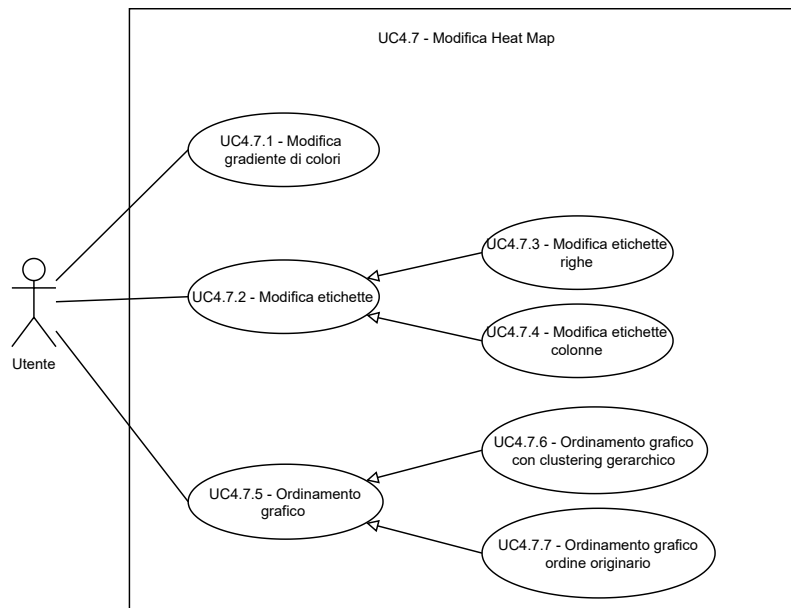 UC4.7 - Modifica Heat Map
UC4.7.1 - Modifica
gradiente di colori
UC4.7.3 - Modifica etichette
righe
UC4.7.2 - Modifica etichette
UC4.7.4 - Modifica etichette
colonne
Utente
UC4.7.6 - Ordinamento grafico
con clustering gerarchico
UC4.7.5 - Ordinamento
grafico
UC4.7.7 - Ordinamento grafico
ordine originario